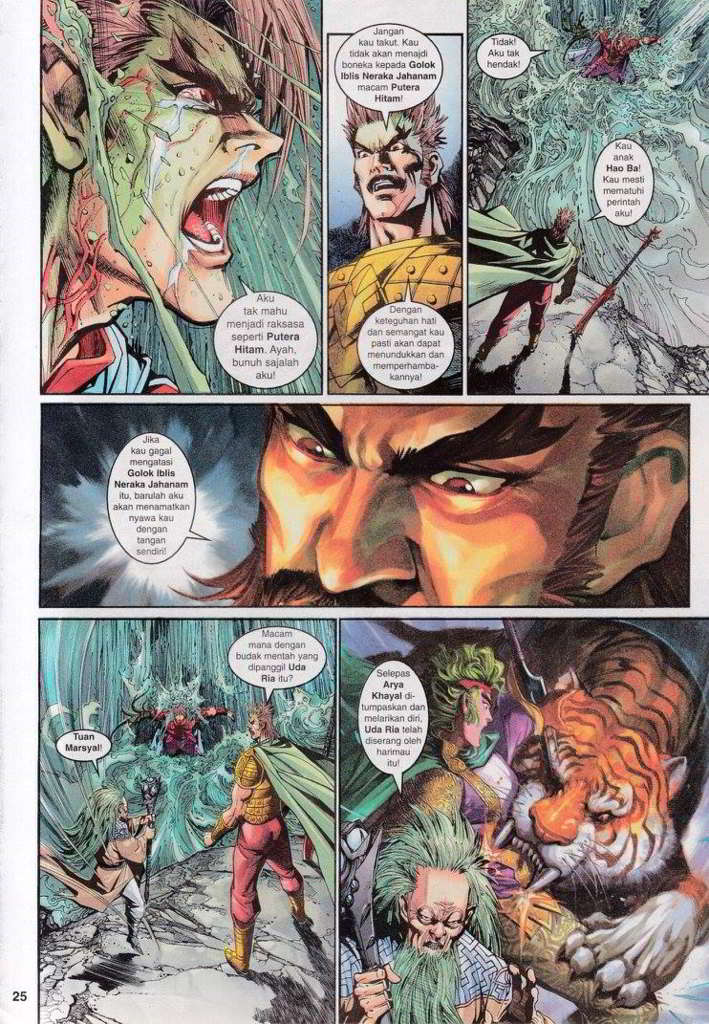 Aku
tak mahu
menjadi raksasa
seperti Putera
Hitam. Ayah,
bunuh sajalah
aku!
Jangan
kau takut. Kau
tidak akan menajdi
boneka kepada Golok
Iblis Neraka Jahanam
macam Putera
Hitam!
Dengan
keteguhan hati
dan semangat kau
pasti akan dapat
menundukkan dan
memperhamba-
kannya!
Tidak!
Aku tak
hendak!
Kau
anak
Hao Ba!
Kau mesti
mematuhi
perintah
aku!
Jika
kau gagal
mengatasi
Golok Iblis
Neraka Jahanam
itu, barulah aku
akan menamatkan
nyawa kau
dengan
tangan
sendiri!
Tuan
Marsyal!
Macam
mana dengan
budak mentah yang
dipanggil Uda
Ria itu?
Selepas
Arya
Khayal di-
tumpaskan dan
melarikan diri,
Uda Ria telah
diserang oleh
harimau
itu!
25